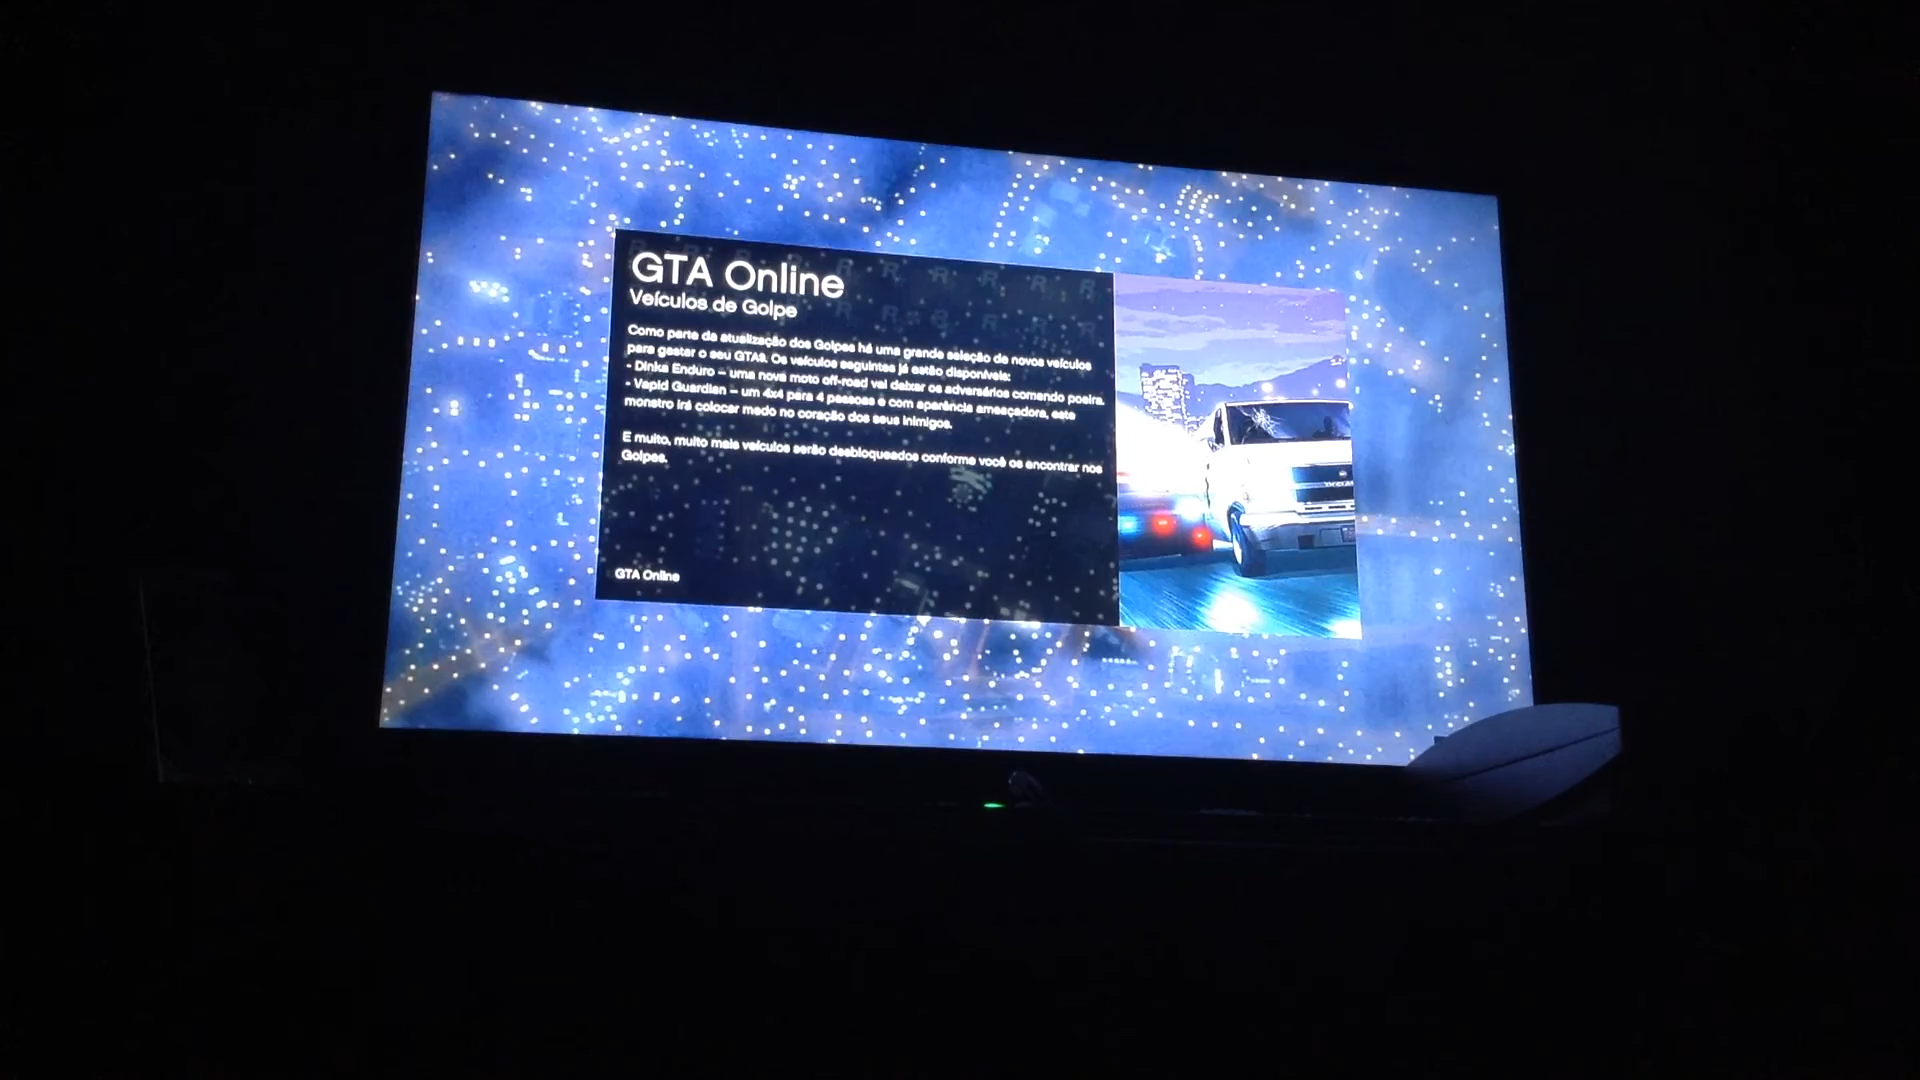 GTA Online
Veículos de Golpe
Como parte da atualização dos Golpes há uma grande seleção de novos veículos
para gastar o seu GTA$. Os veículos seguintes já estão disponíveis:
- Dinka Enduro – uma nova moto off-road vai deixar os adversários comendo poeira.
- Vapid Guardian – um 4x4 para 4 pessoas e com aparência ameaçadora, este
monstro irá colocar medo no coração dos seus inimigos.
E muito, muito mais veículos serão desbloqueados conforme você os encontrar nos
Golpes.
GTA Online